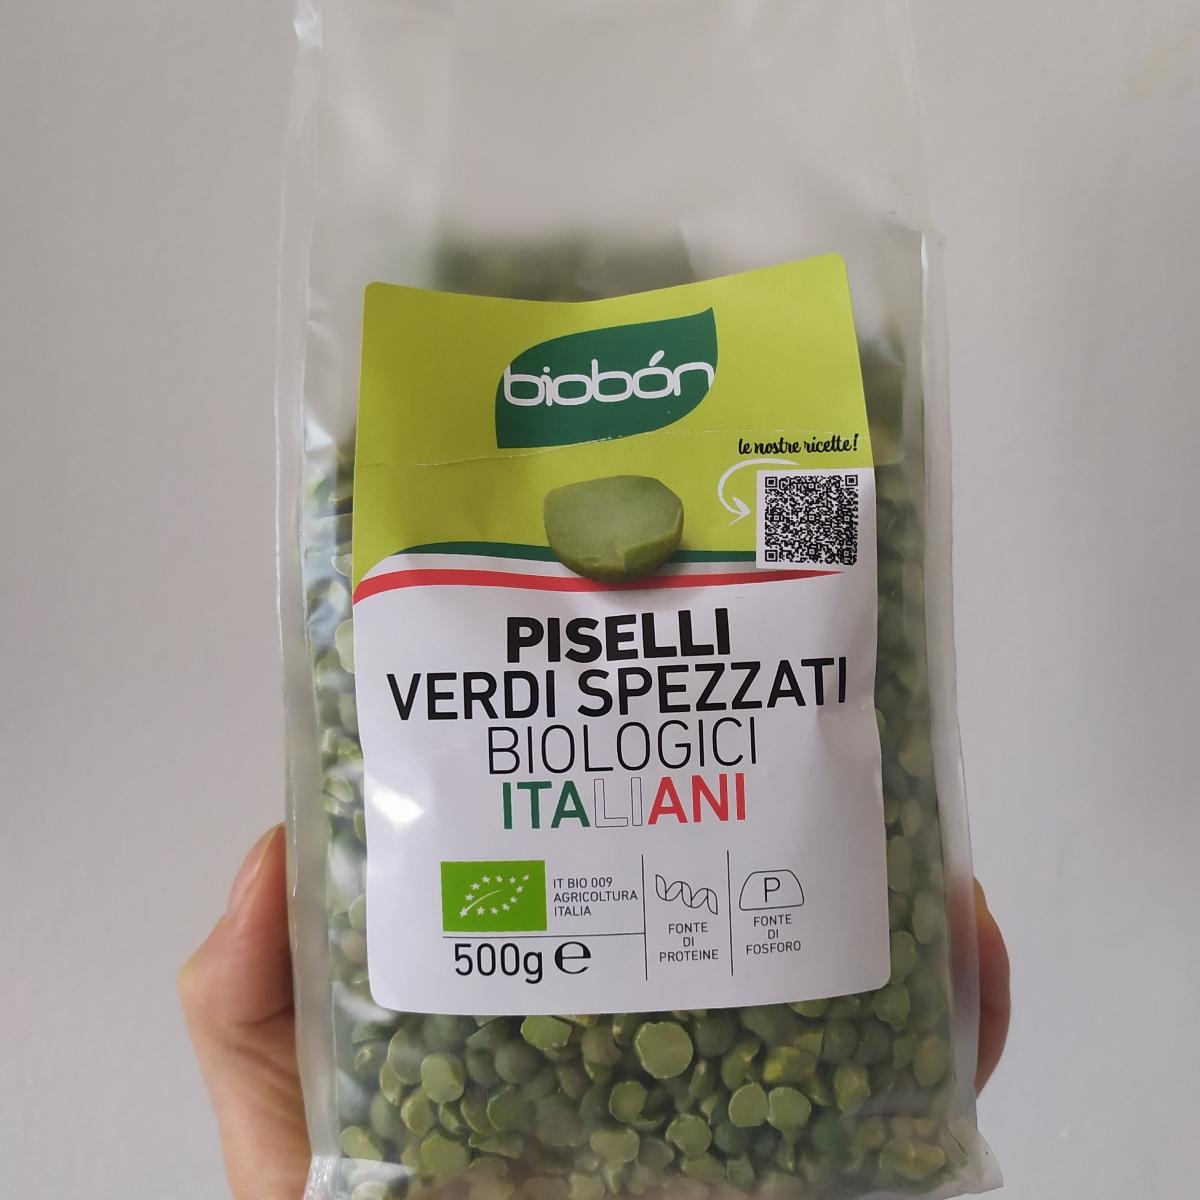 biobón
le nostre ricette!
PISELLI
VERDI SPEZZATI
BIOLOGICI
ITALIANI
IT BIO 009
AGRICOLTURA
ITALIA
500g e
FONTE
DI
PROTEINE
P
FONTE
DI
FOSFORO